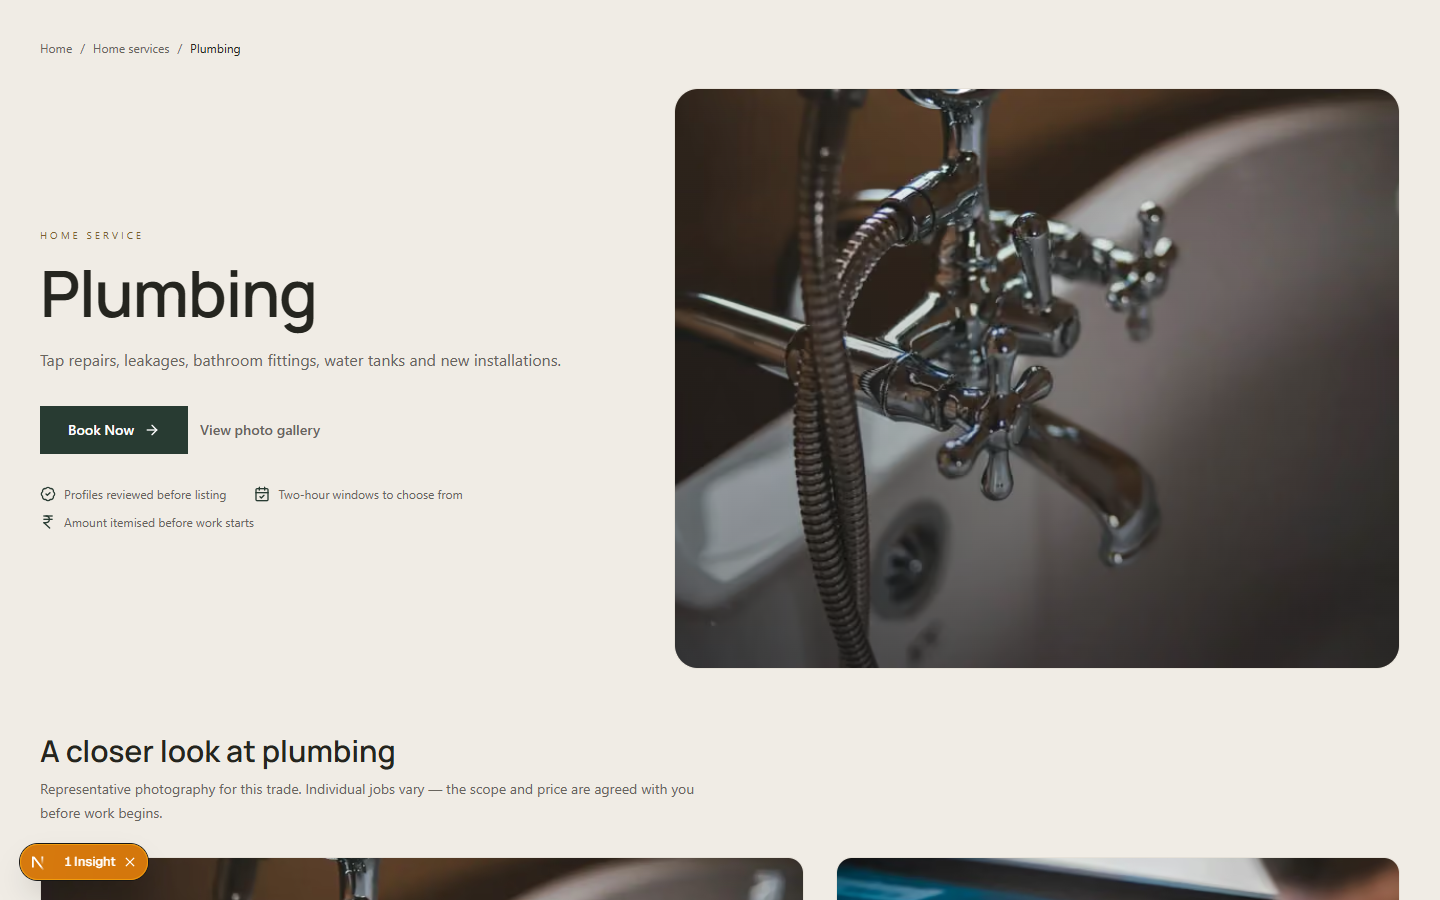 Home / Home services / Plumbing
HOME SERVICE
Plumbing
Tap repairs, leakages, bathroom fittings, water tanks and new installations.
Book Now → View photo gallery
Profiles reviewed before listing Two-hour windows to choose from
₹ Amount itemised before work starts
A closer look at plumbing
Representative photography for this trade. Individual jobs vary — the scope and price are agreed with you
before work begins.
N 1 Insight ×